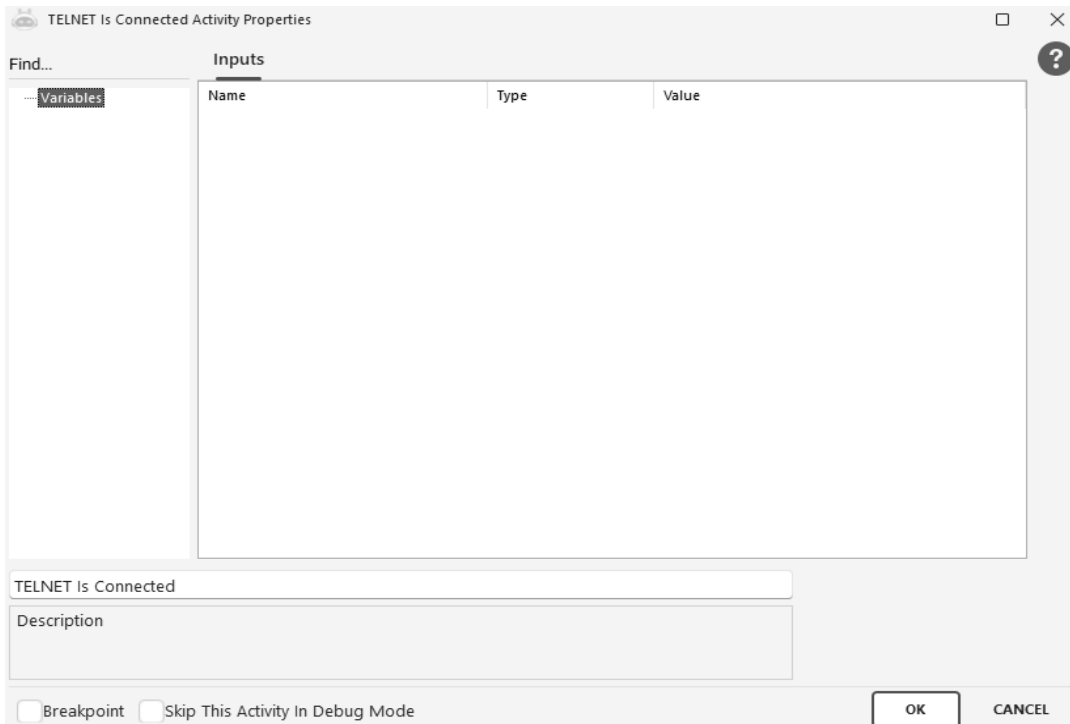 TELNET Is Connected Activity Properties
Find...
Inputs
?
Variables
Name Type Value
TELNET Is Connected
Description
Breakpoint Skip This Activity In Debug Mode OK CANCEL